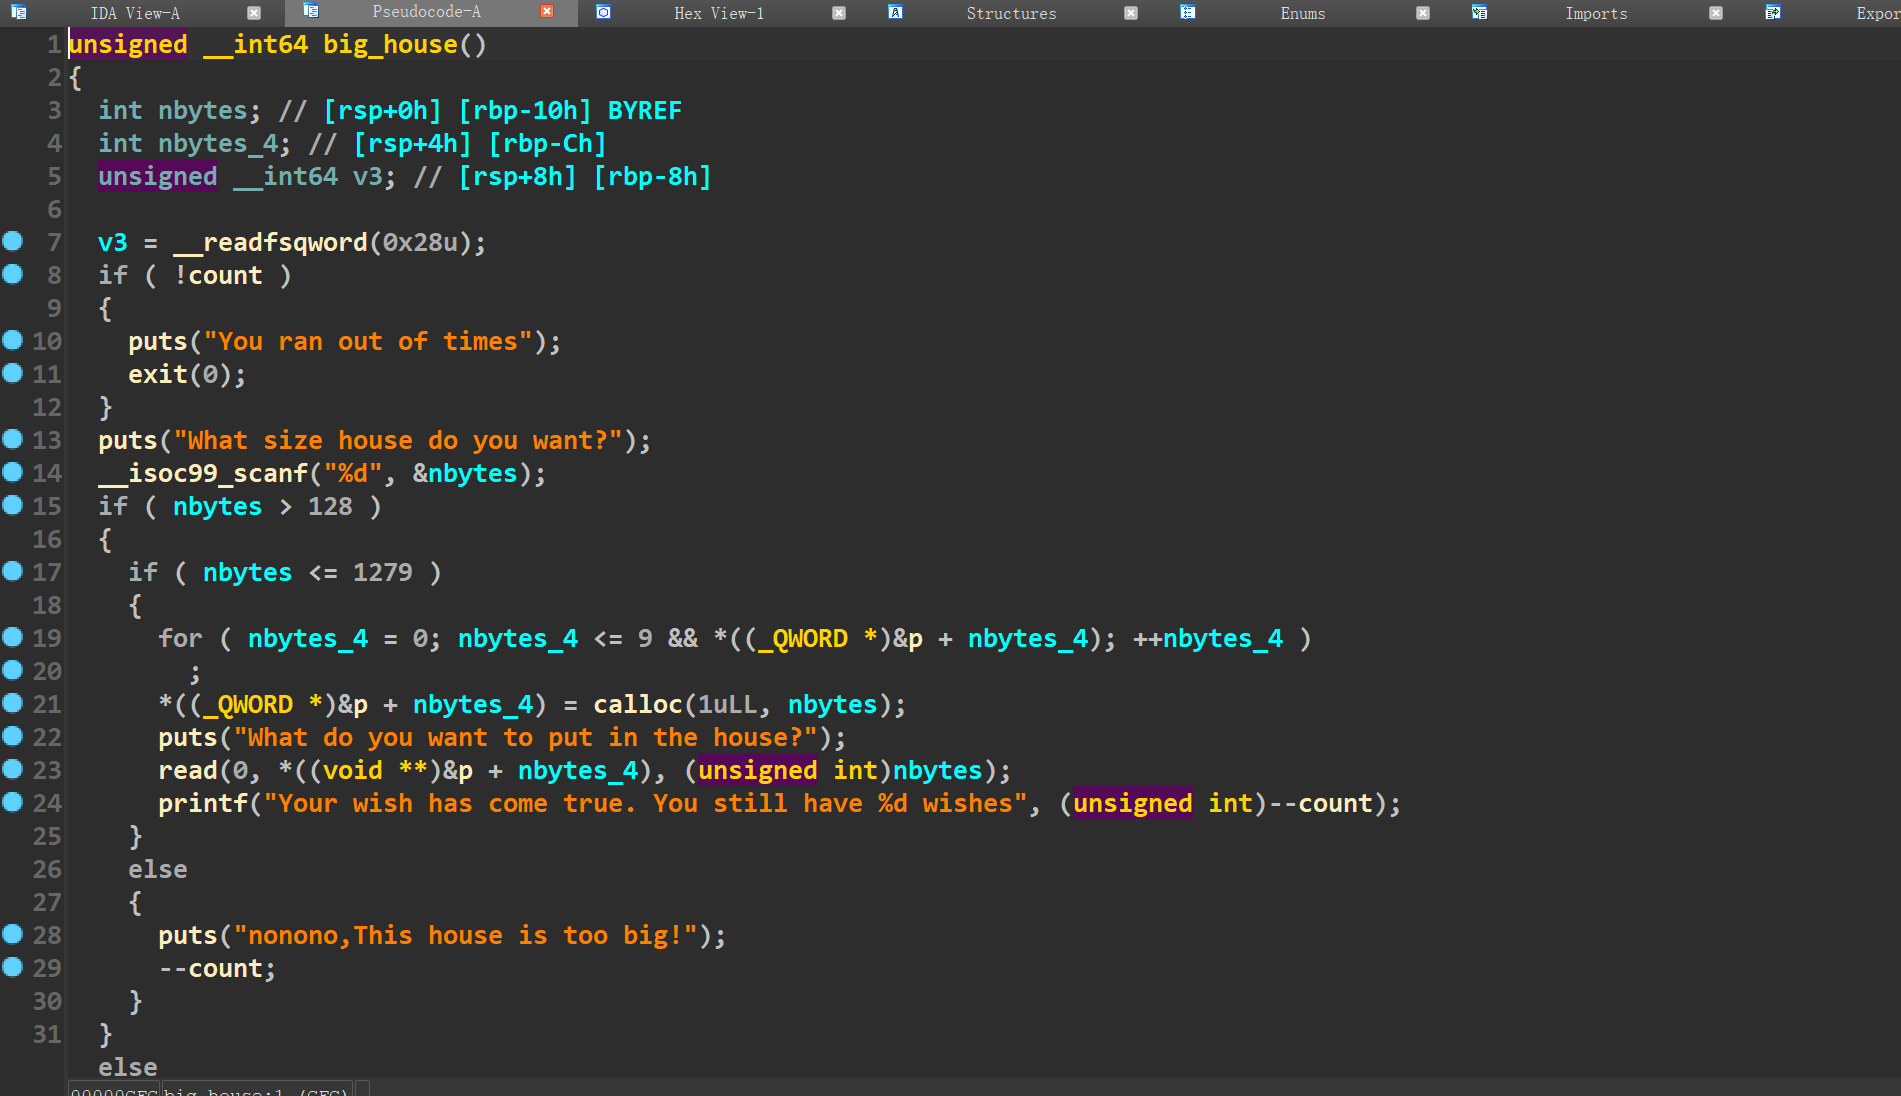 IDA View-A Pseudocode-A Hex View-1 Structures Enums Imports Expor
1 unsigned __int64 big_house()
2 {
3 int nbytes; // [rsp+0h] [rbp-10h] BYREF
4 int nbytes_4; // [rsp+4h] [rbp-Ch]
5 unsigned __int64 v3; // [rsp+8h] [rbp-8h]
6
7 v3 = __readfsqword(0x28u);
8 if ( !count )
9 {
10 puts("You ran out of times");
11 exit(0);
12 }
13 puts("What size house do you want?");
14 __isoc99_scanf("%d", &nbytes);
15 if ( nbytes > 128 )
16 {
17 if ( nbytes <= 1279 )
18 {
19 for ( nbytes_4 = 0; nbytes_4 <= 9 && *((_QWORD *)&p + nbytes_4); ++nbytes_4 )
20 ;
21 *((_QWORD *)&p + nbytes_4) = calloc(1uLL, nbytes);
22 puts("What do you want to put in the house?");
23 read(0, *((void **)&p + nbytes_4), (unsigned int)nbytes);
24 printf("Your wish has come true. You still have %d wishes", (unsigned int)--count);
25 }
26 else
27 {
28 puts("nonono,This house is too big!");
29 --count;
30 }
31 }
else